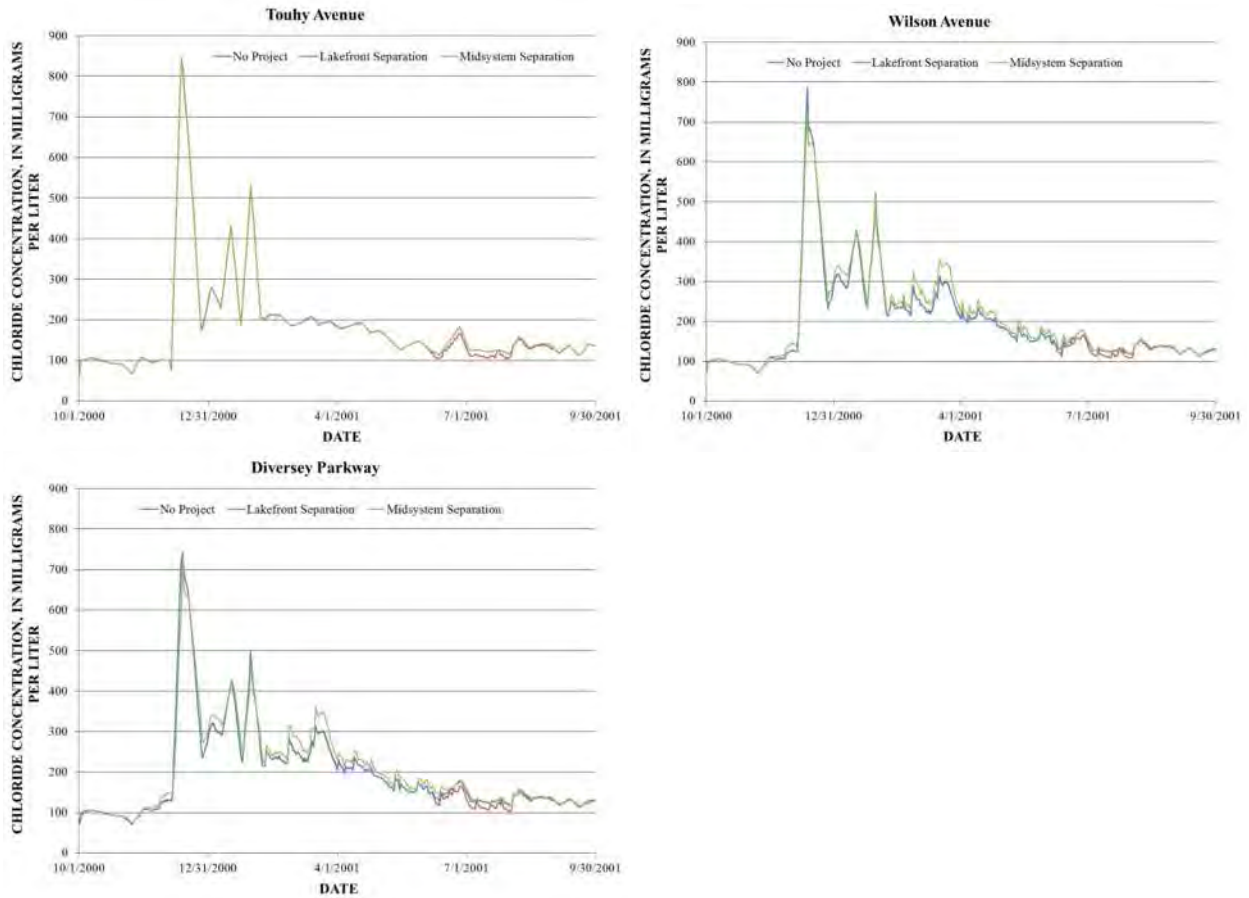 Touhy Avenue
CHLORIDE CONCENTRATION, IN MILLIGRAMS
PER LITER
No Project Lakefront Separation Midsystem Separation
900
800
700
600
500
400
300
200
100
0
10/1/2000 12/31/2000 4/1/2001 7/1/2001 9/30/2001
DATE
Wilson Avenue
CHLORIDE CONCENTRATION, IN MILLIGRAMS
PER LITER
No Project Lakefront Separation Midsystem Separation
900
800
700
600
500
400
300
200
100
0
10/1/2000 12/31/2000 4/1/2001 7/1/2001 9/30/2001
DATE
Diversey Parkway
CHLORIDE CONCENTRATION, IN MILLIGRAMS
PER LITER
No Project Lakefront Separation Midsystem Separation
900
800
700
600
500
400
300
200
100
0
10/1/2000 12/31/2000 4/1/2001 7/1/2001 9/30/2001
DATE